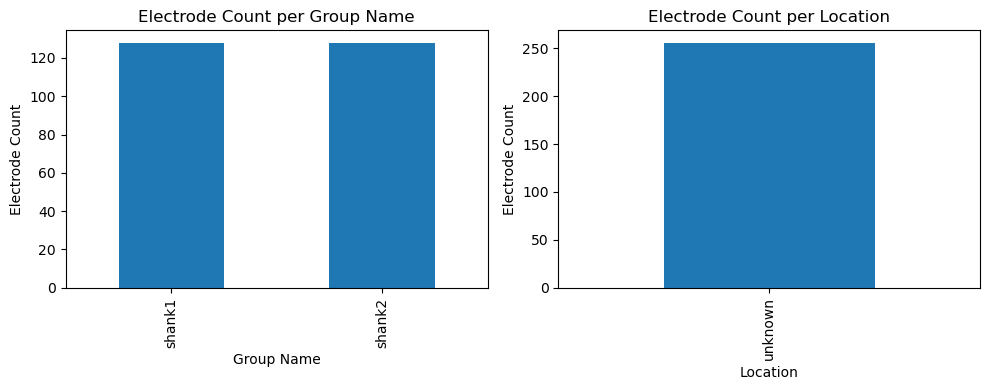 Electrode Count per Group Name
Electrode Count
120
100
80
60
40
20
0
shank1
shank2
Group Name
Electrode Count per Location
Electrode Count
250
200
150
100
50
0
unknown
Location